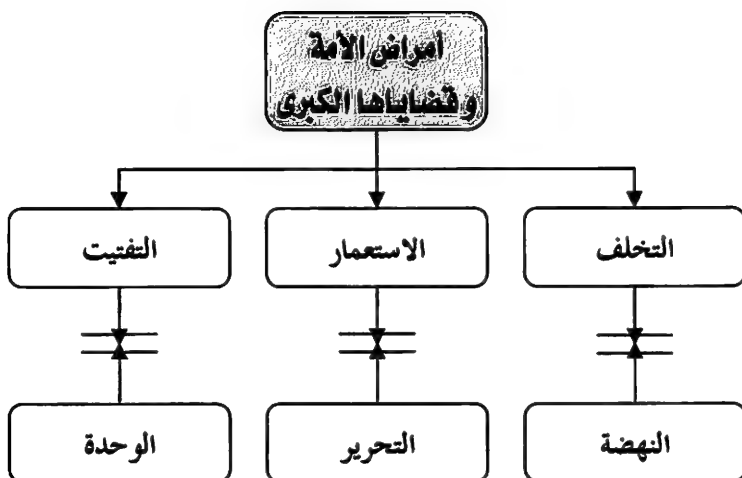 أمراض الأمة
وقضاياها الكبرى
التخلف
الاستعمار
التفتيت
النهضة
التحرير
الوحدة